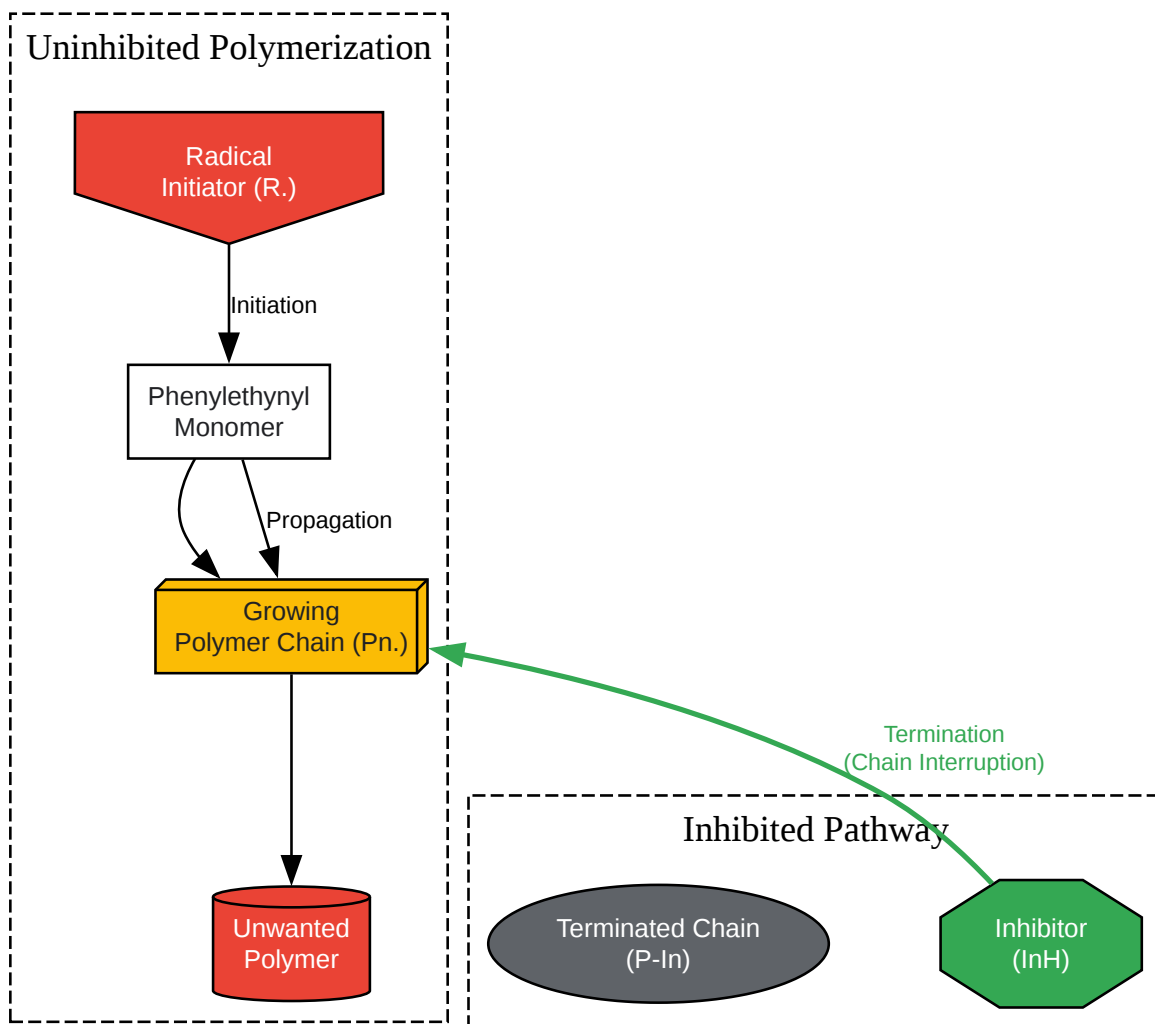 Uninhibited Polymerization
Radical
Initiator (R.)
Initiation
Phenylethynyl
Monomer
Propagation
Growing
Polymer Chain (Pn.)
Termination
(Chain Interruption)
Inhibited Pathway
Unwanted
Polymer
Terminated Chain
(P-In)
Inhibitor
(InH)